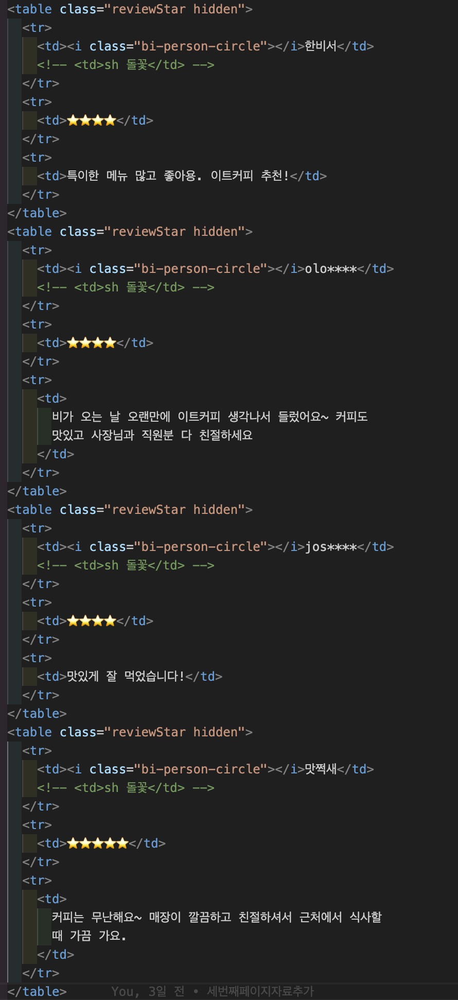 <table class="reviewStar hidden">
<tr>
<td><i class="bi-person-circle"></i>한비서</td>
<!-- <td>sh 돌꽃</td> -->
</tr>
<tr>
<td>⭐⭐⭐⭐</td>
</tr>
<tr>
<td>특이한 메뉴 많고 좋아용. 이트커피 추천!</td>
</tr>
</table>
<table class="reviewStar hidden">
<tr>
<td><i class="bi-person-circle"></i>olo****</td>
<!-- <td>sh 돌꽃</td> -->
</tr>
<tr>
<td>⭐⭐⭐⭐</td>
</tr>
<tr>
<td>
비가 오는 날 오랜만에 이트커피 생각나서 들렀어요~ 커피도
맛있고 사장님과 직원분 다 친절하세요
</td>
</tr>
</table>
<table class="reviewStar hidden">
<tr>
<td><i class="bi-person-circle"></i>jos****</td>
<!-- <td>sh 돌꽃</td> -->
</tr>
<tr>
<td>⭐⭐⭐⭐</td>
</tr>
<tr>
<td>맛있게 잘 먹었습니다!</td>
</tr>
</table>
<table class="reviewStar hidden">
<tr>
<td><i class="bi-person-circle"></i>맛쩍새</td>
<!-- <td>sh 돌꽃</td> -->
</tr>
<tr>
<td>⭐⭐⭐⭐⭐</td>
</tr>
<tr>
<td>
커피는 무난해요~ 매장이 깔끔하고 친절하셔서 근처에서 식사할
때 가끔 가요.
</td>
</tr>
</table> You, 3일 전 • 세번째페이지자료추가